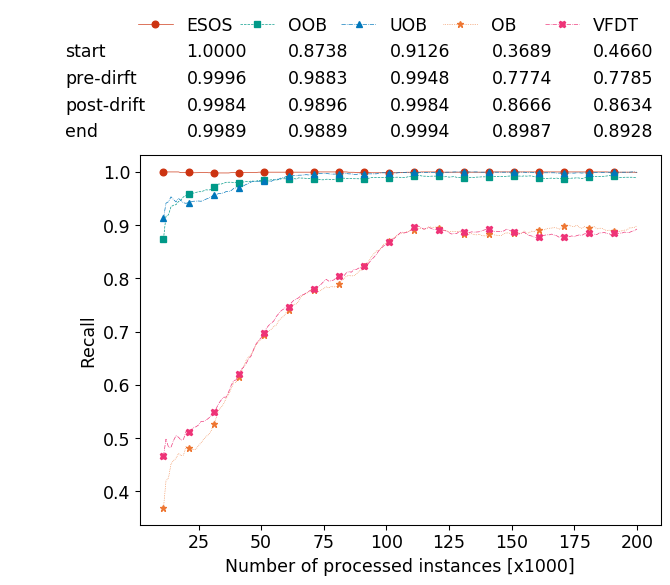 ESOS OOB UOB OB VFDT
start 1.0000 0.8738 0.9126 0.3689 0.4660
pre-dirft 0.9996 0.9883 0.9948 0.7774 0.7785
post-drift 0.9984 0.9896 0.9984 0.8666 0.8634
end 0.9989 0.9889 0.9994 0.8987 0.8928
1.0
0.9
0.8
0.7
0.6
0.5
0.4
Recall
25 50 75 100 125 150 175 200
Number of processed instances [x1000]